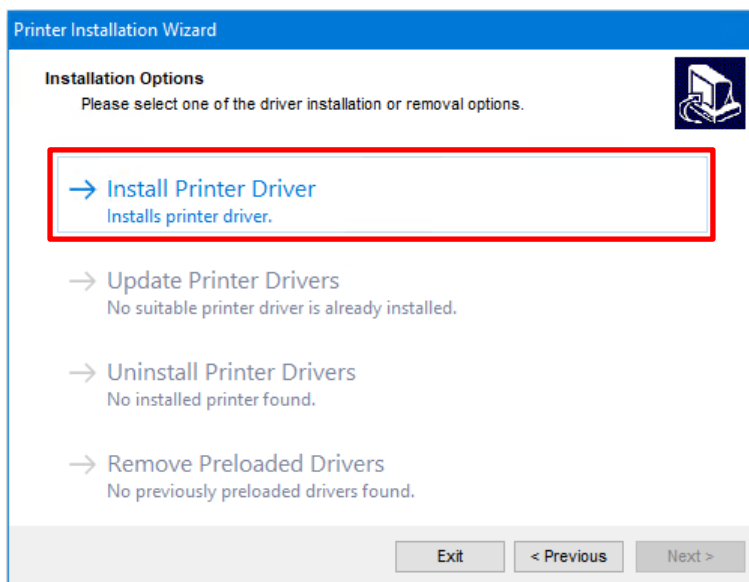 Printer Installation Wizard
Installation Options
Please select one of the driver installation or removal options.
Install Printer Driver
Installs printer driver.
Update Printer Drivers
No suitable printer driver is already installed.
Uninstall Printer Drivers
No installed printer found.
Remove Preloaded Drivers
No previously preloaded drivers found.
Exit < Previous Next >